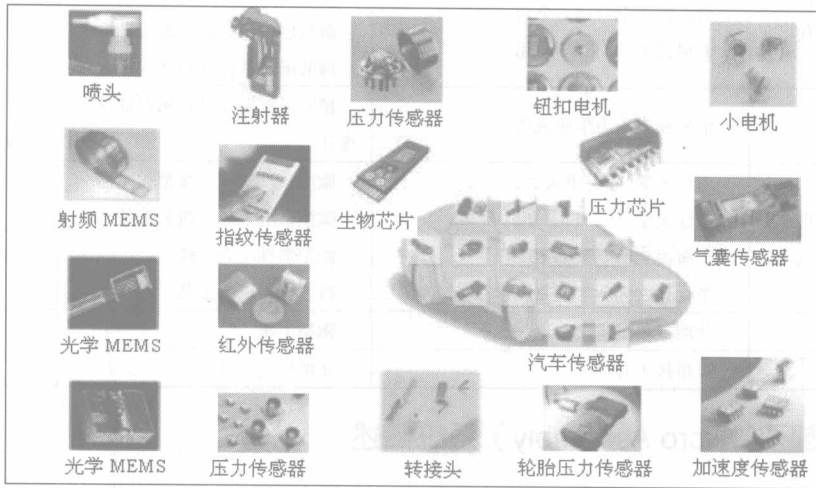 喷头
注射器
压力传感器
钮扣电机
小电机
射频 MEMS
指纹传感器
生物芯片
压力芯片
气囊传感器
光学 MEMS
红外传感器
汽车传感器
光学 MEMS
压力传感器
转接头
轮胎压力传感器
加速度传感器